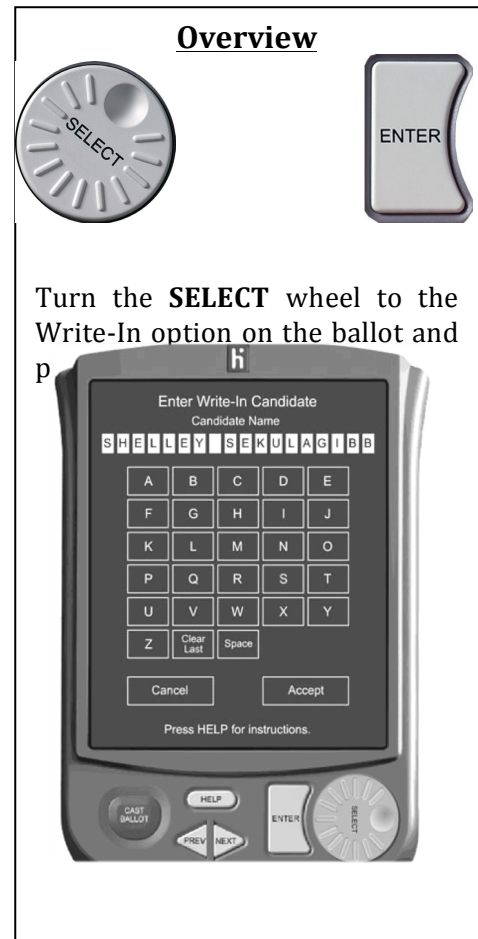 Overview
SELECT
ENTER
Turn the SELECT wheel to the
Write-In option on the ballot and
p
h
Enter Write-In Candidate
Candidate Name
SHELLEY SEKULAGIBB
A B C D E
F G H I J
K L M N O
P Q R S T
U V W X Y
Z Clear Last Space
Cancel Accept
Press HELP for instructions.
CAST BALLOT HELP ENTER SELECT
PREV NEXT